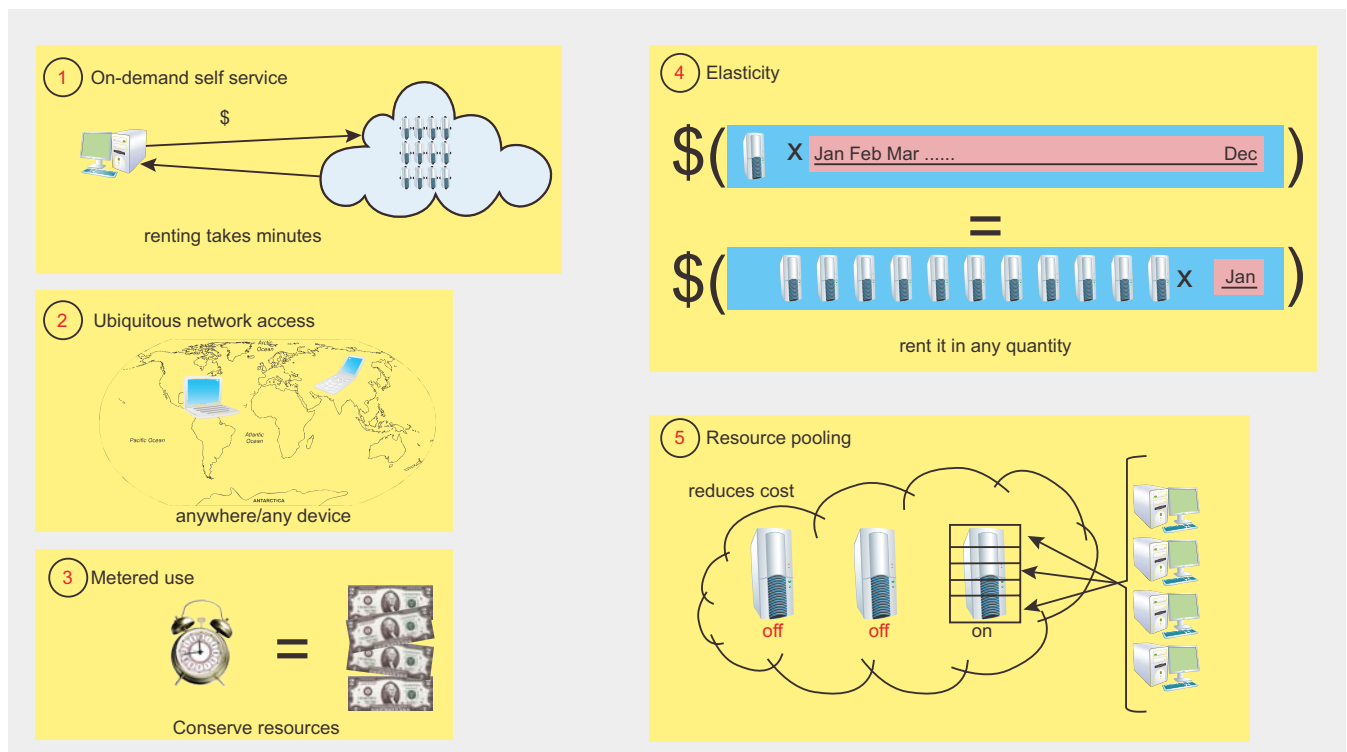 1 On-demand self service
$
renting takes minutes
2 Ubiquitous network access
Arctic
Ocean
Pacific Ocean
Atlantic
Ocean
ANTARCTICA
anywhere/any device
3 Metered use
=
Conserve resources
4 Elasticity
$( x Jan Feb Mar ...... Dec )
=
$( x Jan )
rent it in any quantity
5 Resource pooling
reduces cost
off off on